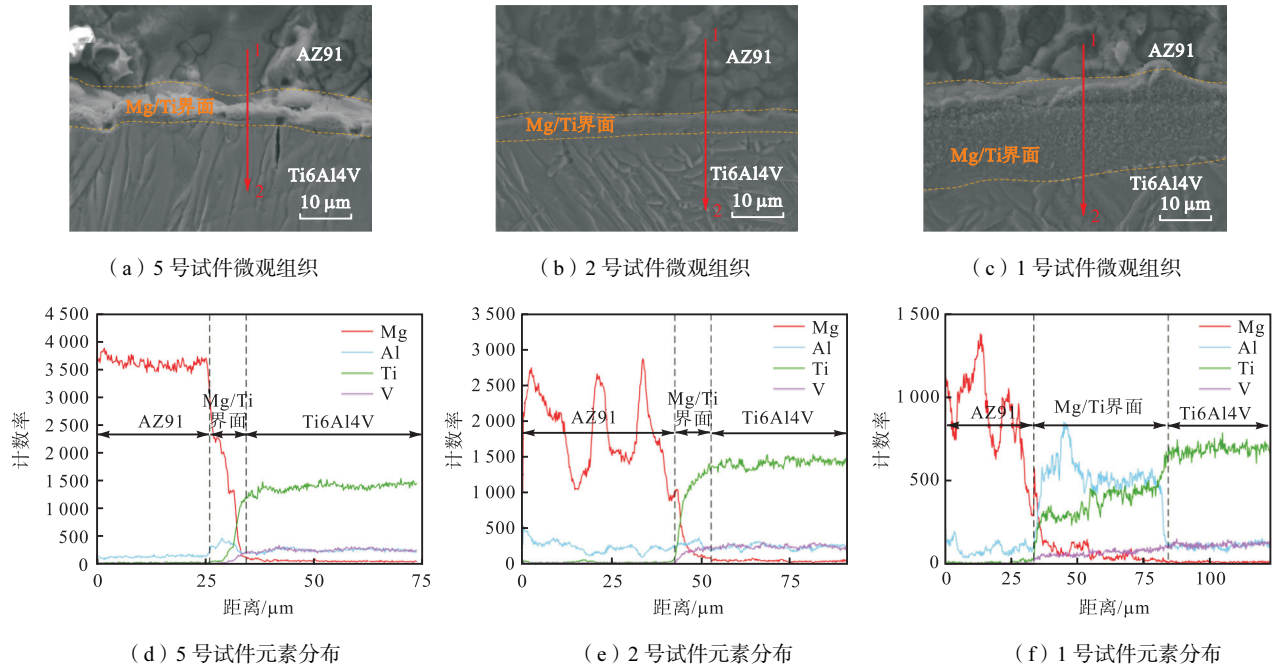 1
AZ91
Mg/Ti界面
Ti6Al4V
2
10 μm
(a) 5 号试件微观组织
1
AZ91
Mg/Ti界面
Ti6Al4V
2
10 μm
(b) 2 号试件微观组织
1
AZ91
Mg/Ti界面
Ti6Al4V
2
10 μm
(c) 1 号试件微观组织
4 500
4 000
3 500
3 000
2 500
2 000
1 500
1 000
500
0
计数率
Mg
Al
Ti
V
AZ91
Mg/Ti
界面
Ti6Al4V
0
25
50
75
距离/μm
(d) 5 号试件元素分布
3 500
3 000
2 500
2 000
1 500
1 000
500
0
计数率
Mg
Al
Ti
V
AZ91
Mg/Ti
界面
Ti6Al4V
0
25
50
75
距离/μm
(e) 2 号试件元素分布
1 500
1 000
500
0
计数率
Mg
Al
Ti
V
AZ91
Mg/Ti界面
Ti6Al4V
0
25
50
75
100
距离/μm
(f) 1 号试件元素分布